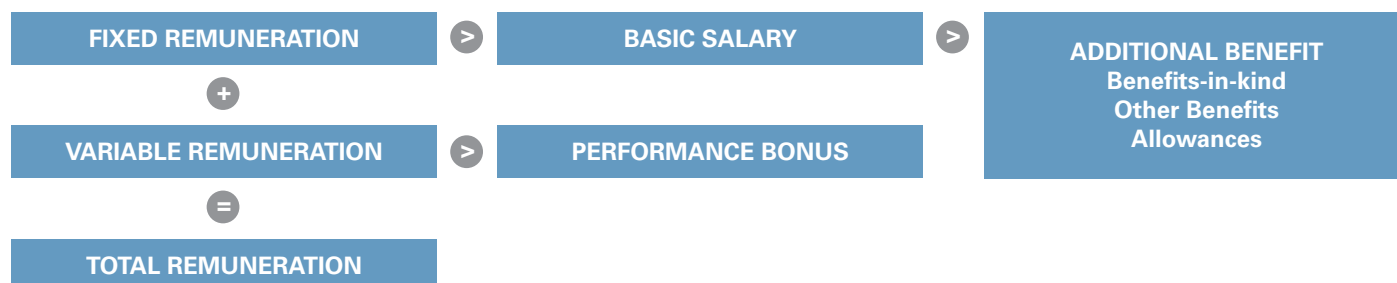 FIXED REMUNERATION
>
BASIC SALARY
>
ADDITIONAL BENEFIT
Benefits-in-kind
Other Benefits
Allowances
+
VARIABLE REMUNERATION
>
PERFORMANCE BONUS
=
TOTAL REMUNERATION